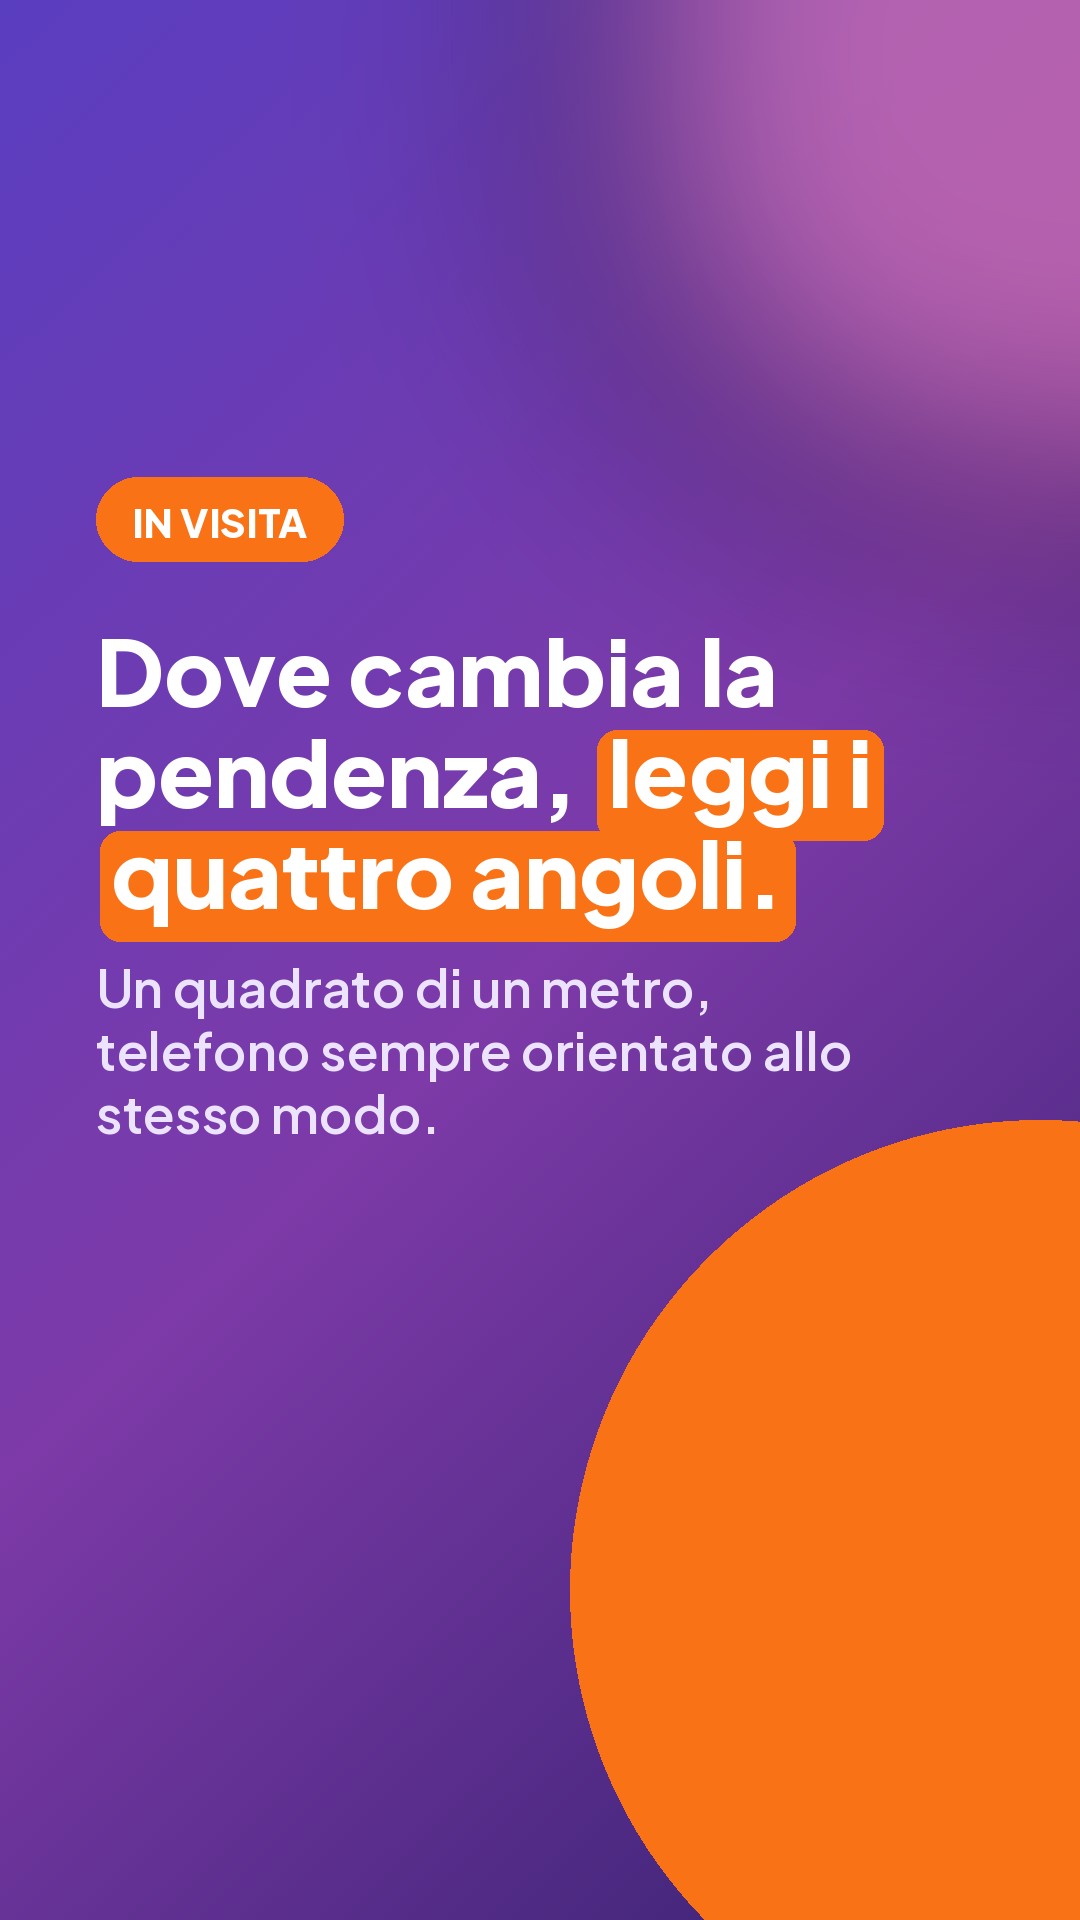 IN VISITA
Dove cambia la
pendenza, leggi i
quattro angoli.
Un quadrato di un metro,
telefono sempre orientato allo
stesso modo.